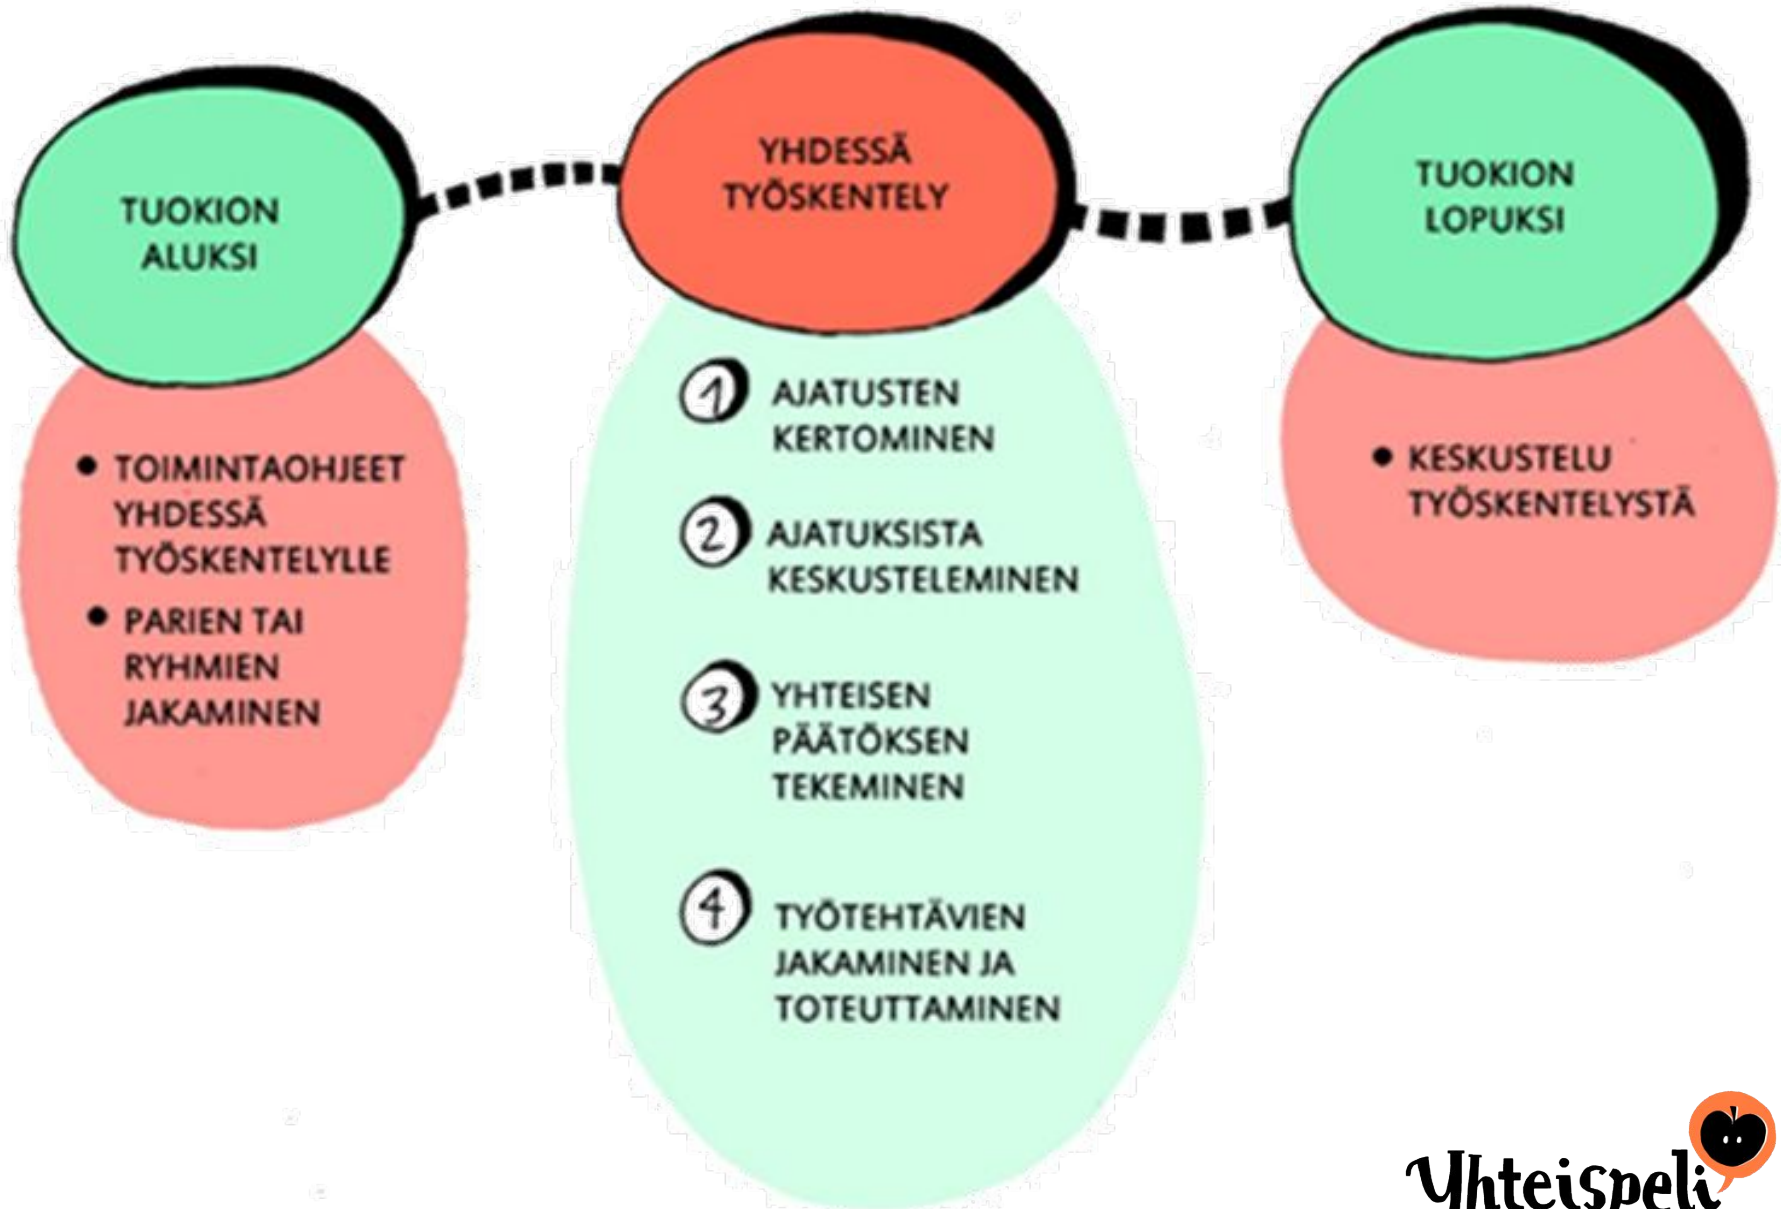 TUOKION
ALUKSI
● TOIMINTAOHJEET
YHDESSÄ
TYÖSKENTELYLLE
● PARIEN TAI
RYHMIEN
JAKAMINEN
YHDESSÄ
TYÖSKENTELY
1 AJATUSTEN
KERTOMINEN
2 AJATUKSISTA
KESKUSTELEMINEN
3 YHTEISEN
PÄÄTÖKSEN
TEKEMINEN
4 TYÖTEHTÄVIEN
JAKAMINEN JA
TOTEUTTAMINEN
TUOKION
LOPUKSI
● KESKUSTELU
TYÖSKENTELYSTÄ
Yhteispeli